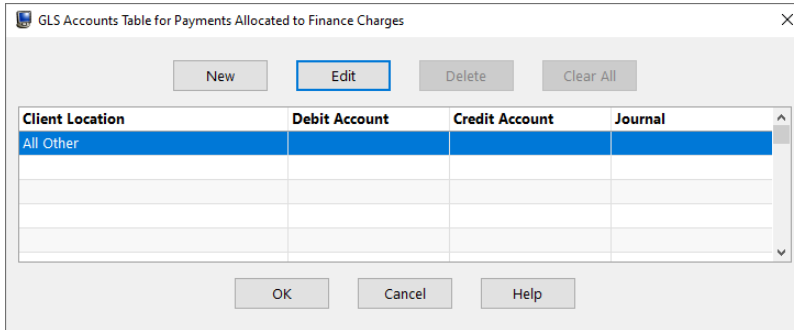 GLS Accounts Table for Payments Allocated to Finance Charges
New Edit Delete Clear All
Client Location Debit Account Credit Account Journal
All Other
OK Cancel Help